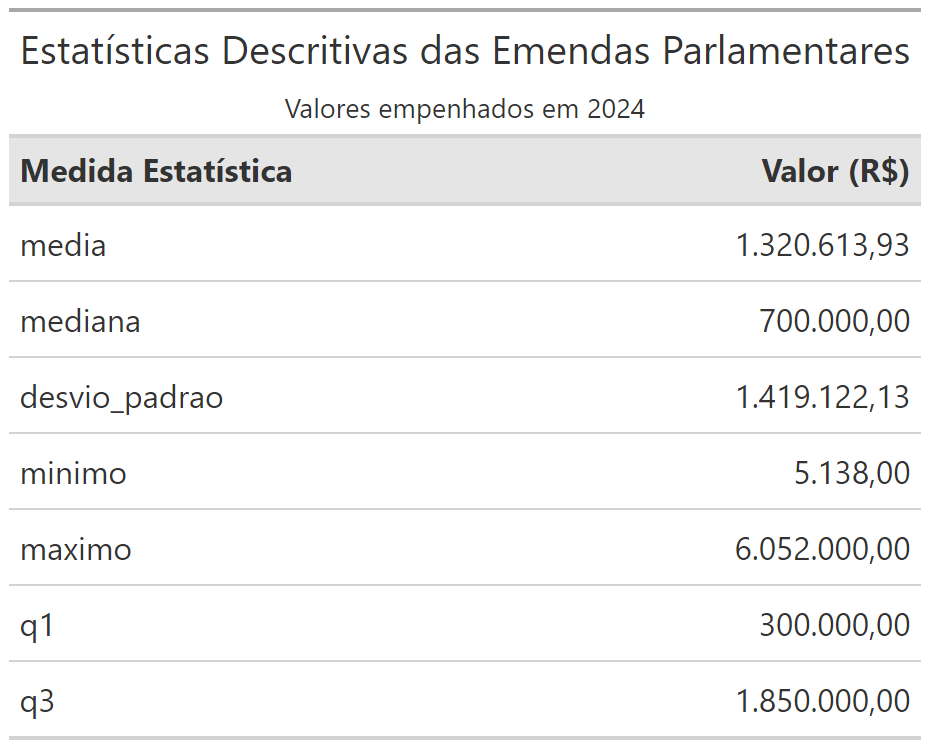 Estatísticas Descritivas das Emendas Parlamentares
Valores empenhados em 2024
Medida Estatística Valor (R$)
media 1.320.613,93
mediana 700.000,00
desvio_padrao 1.419.122,13
minimo 5.138,00
maximo 6.052.000,00
q1 300.000,00
q3 1.850.000,00